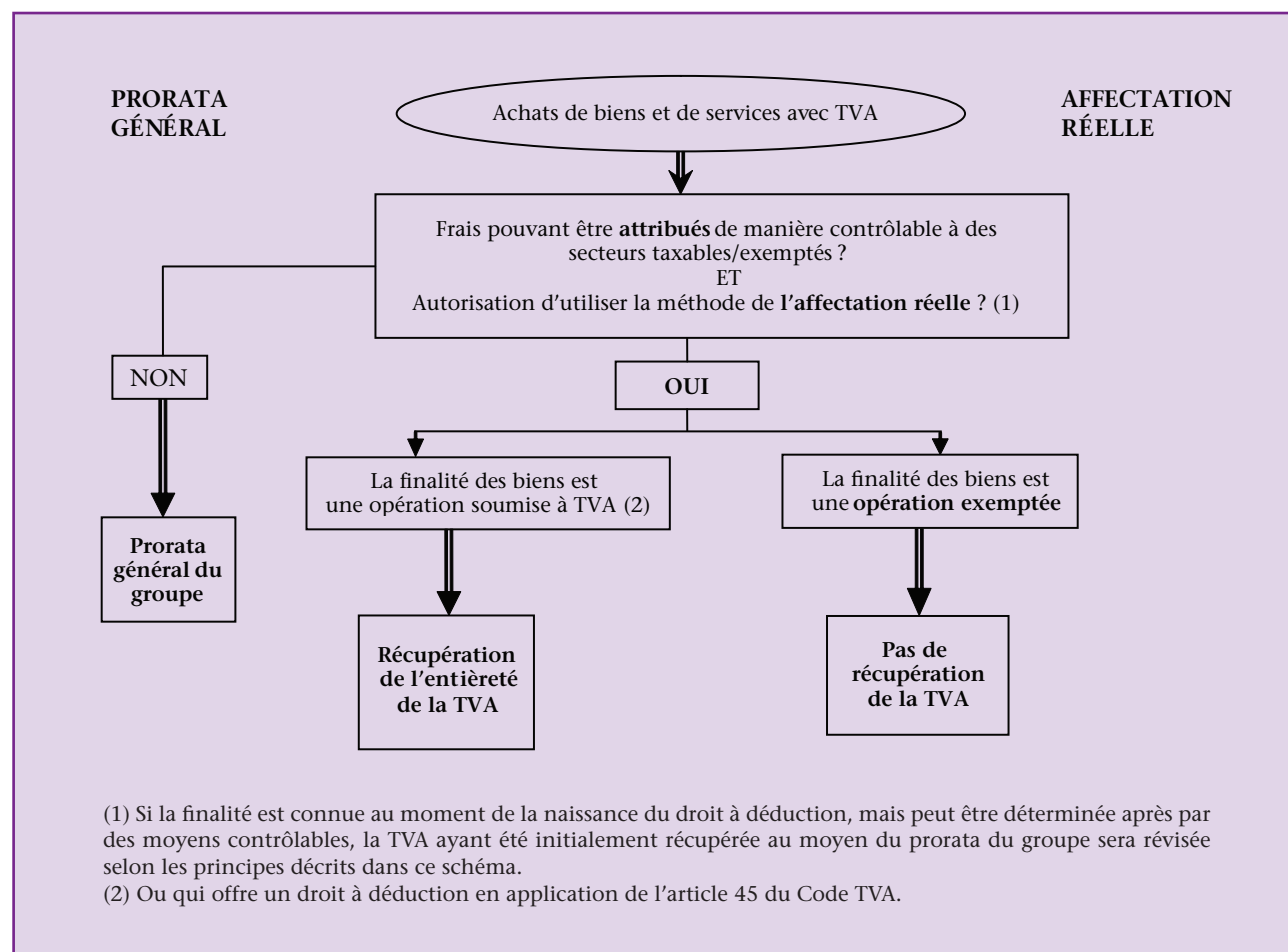 PRORATA
GÉNÉRAL
Achats de biens et de services avec TVA
AFFECTATION
RÉELLE
Frais pouvant être attribués de manière contrôlable à des
secteurs taxables/exemptés ?
ET
Autorisation d'utiliser la méthode de l'affectation réelle ? (1)
NON
OUI
La finalité des biens est
une opération soumise à TVA (2)
La finalité des biens est
une opération exemptée
Prorata
général du
groupe
Récupération
de l'entièreté
de la TVA
Pas de
récupération
de la TVA
(1) Si la finalité est connue au moment de la naissance du droit à déduction, mais peut être déterminée après par
des moyens contrôlables, la TVA ayant été initialement récupérée au moyen du prorata du groupe sera révisée
selon les principes décrits dans ce schéma.
(2) Ou qui offre un droit à déduction en application de l'article 45 du Code TVA.